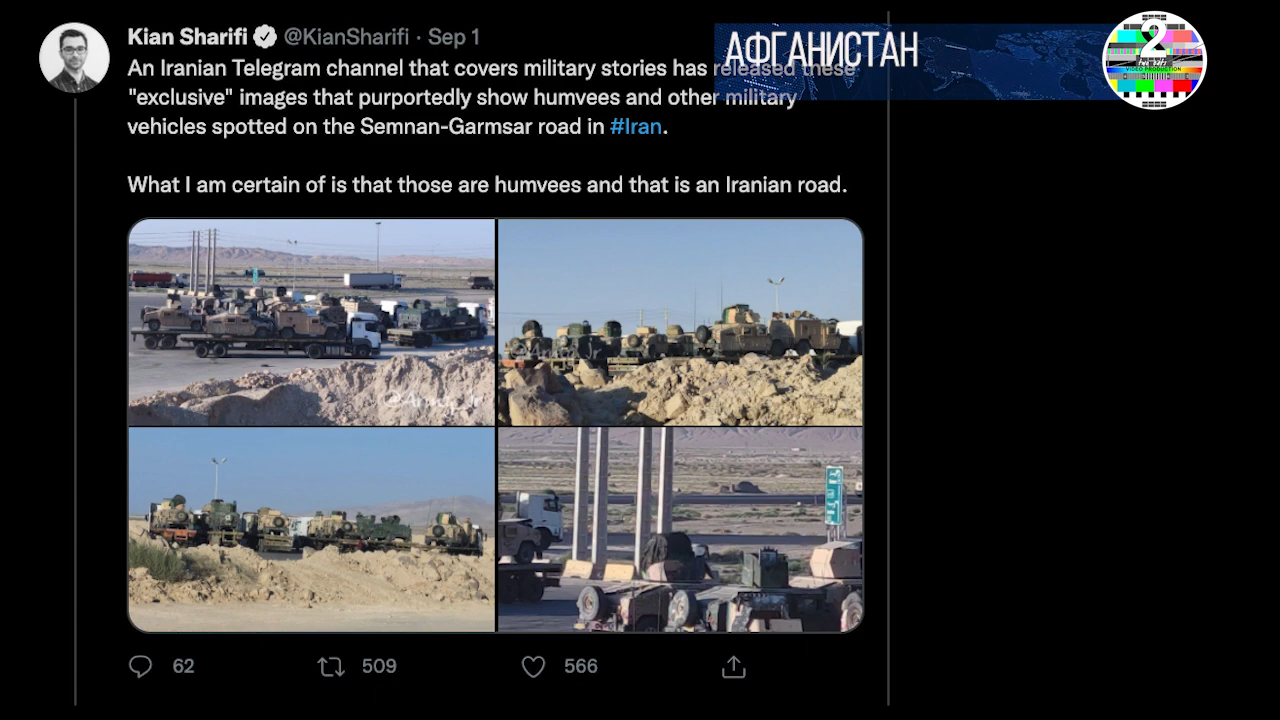 Kian Sharifi @KianSharifi · Sep 1
An Iranian Telegram channel that covers military stories has released these
"exclusive" images that purportedly show humvees and other military
vehicles spotted on the Semnan-Garmsar road in #Iran.
What I am certain of is that those are humvees and that is an Iranian road.
АФГАНИСТАН
2
VIDEO PRODUCTION
62
509
566